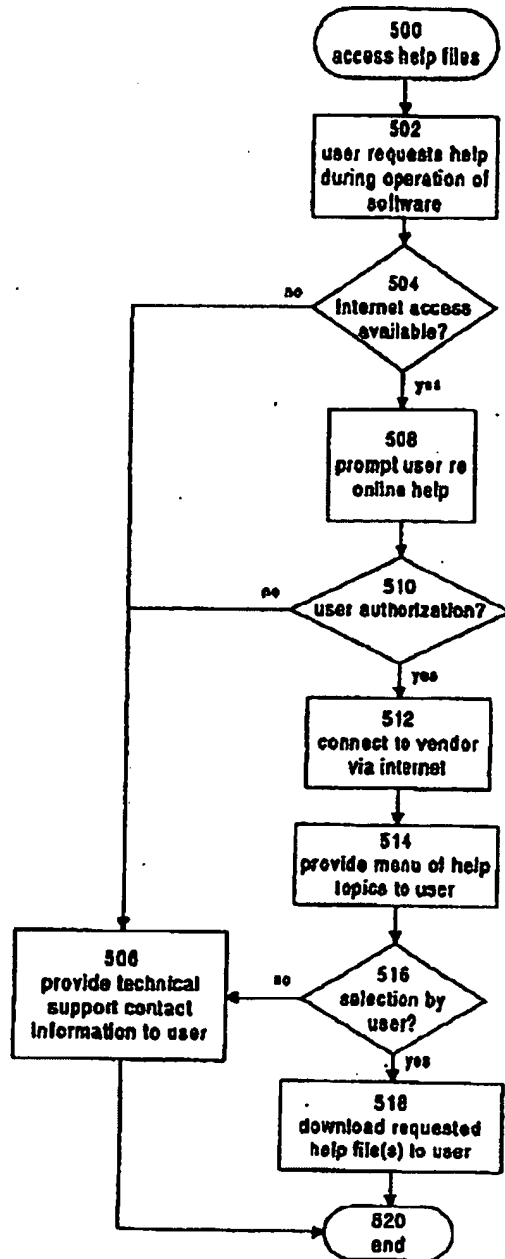 500
access help files
502
user requests help
during operation of
software
504
internet access
available?
no
yes
508
prompt user re
online help
510
user authorization?
no
yes
512
connect to vendor
via internet
514
provide menu of help
topics to user
506
provide technical
support contact
information to user
516
selection by
user?
no
yes
518
download requested
help file(s) to user
520
end